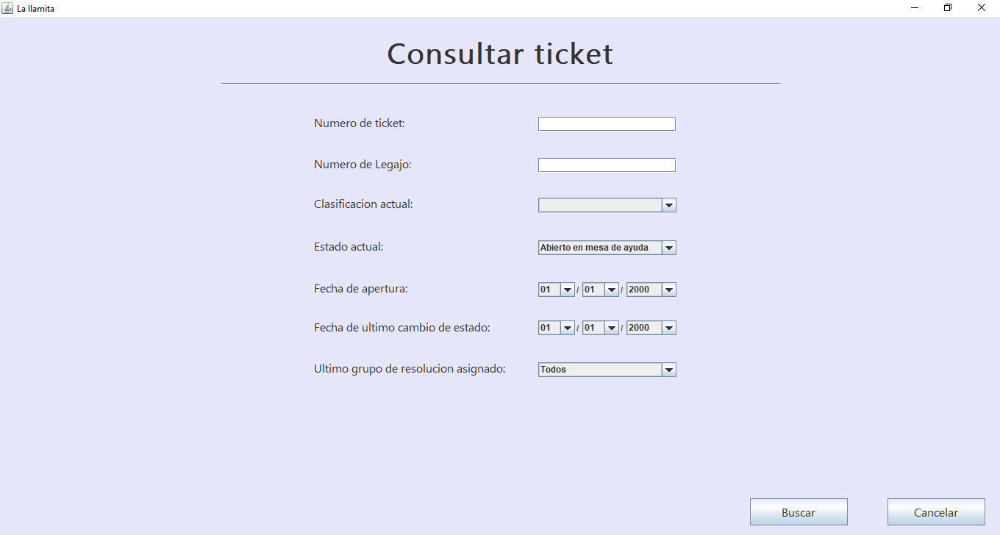 La llamita
Consultar ticket
Numero de ticket:
Numero de Legajo:
Clasificacion actual:
Estado actual: Abierto en mesa de ayuda
Fecha de apertura: 01 / 01 / 2000
Fecha de ultimo cambio de estado: 01 / 01 / 2000
Ultimo grupo de resolucion asignado: Todos
Buscar Cancelar